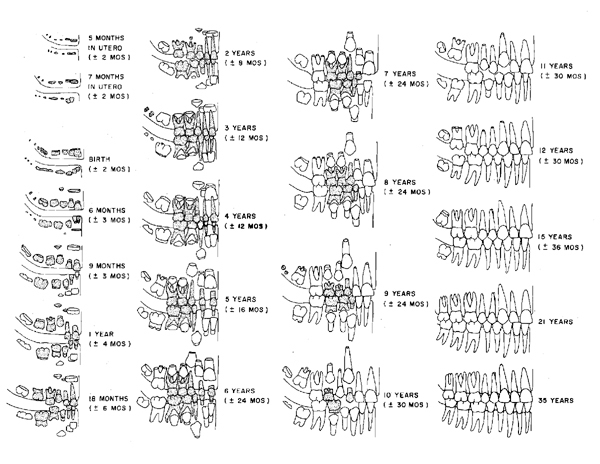 5 MONTHS
IN UTERO
(± 2 MOS)
7 MONTHS
IN UTERO
(± 2 MOS)
BIRTH
(± 2 MOS)
6 MONTHS
(± 3 MOS)
9 MONTHS
(± 3 MOS)
1 YEAR
(± 4 MOS)
18 MONTHS
(± 6 MOS)
2 YEARS
(± 8 MOS)
3 YEARS
(± 12 MOS)
4 YEARS
(± 12 MOS)
5 YEARS
(± 16 MOS)
6 YEARS
(± 24 MOS)
7 YEARS
(± 24 MOS)
8 YEARS
(± 24 MOS)
9 YEARS
(± 24 MOS)
10 YEARS
(± 30 MOS)
11 YEARS
(± 30 MOS)
12 YEARS
(± 30 MOS)
15 YEARS
(± 36 MOS)
21 YEARS
35 YEARS